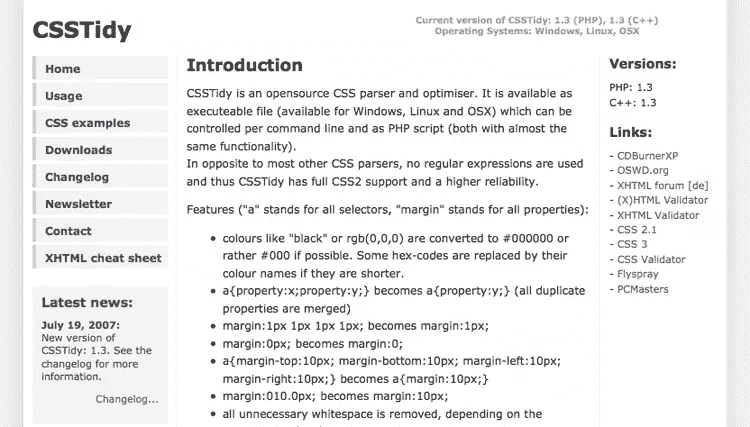 CSSTidy
Current version of CSSTidy: 1.3 (PHP), 1.3 (C++)
Operating Systems: Windows, Linux, OSX
Home
Usage
CSS examples
Downloads
Changelog
Newsletter
Contact
XHTML cheat sheet
Latest news:
July 19, 2007:
New version of
CSSTidy: 1.3. See the
changelog for more
information.
Changelog...
Introduction
CSSTidy is an opensource CSS parser and optimiser. It is available as
executeable file (available for Windows, Linux and OSX) which can be
controlled per command line and as PHP script (both with almost the
same functionality).
In opposite to most other CSS parsers, no regular expressions are used
and thus CSSTidy has full CSS2 support and a higher reliability.
Features ("a" stands for all selectors, "margin" stands for all properties):
• colours like "black" or rgb(0,0,0) are converted to #000000 or
rather #000 if possible. Some hex-codes are replaced by their
colour names if they are shorter.
• a{property:x;property:y;} becomes a{property:y;} (all duplicate
properties are merged)
• margin:1px 1px 1px 1px; becomes margin:1px;
• margin:0px; becomes margin:0;
• a{margin-top:10px; margin-bottom:10px; margin-left:10px;
margin-right:10px;} becomes a{margin:10px;}
• margin:010.0px; becomes margin:10px;
• all unnecessary whitespace is removed, depending on the
Versions:
PHP: 1.3
C++: 1.3
Links:
- CDBurnerXP
- OSWD.org
- XHTML forum [de]
- (X)HTML Validator
- XHTML Validator
- CSS 2.1
- CSS 3
- CSS Validator
- Flyspray
- PCMasters